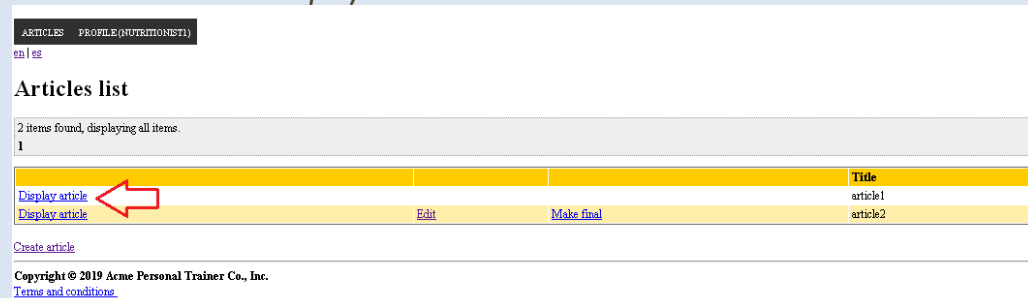 ARTICLES PROFILE(NUTRITIONIST1)
en | es
Articles list
2 items found, displaying all items.
1
Title
Display article article1
Display article Edit Make final article2
Create article
Copyright © 2019 Acme Personal Trainer Co., Inc.
Terms and conditions